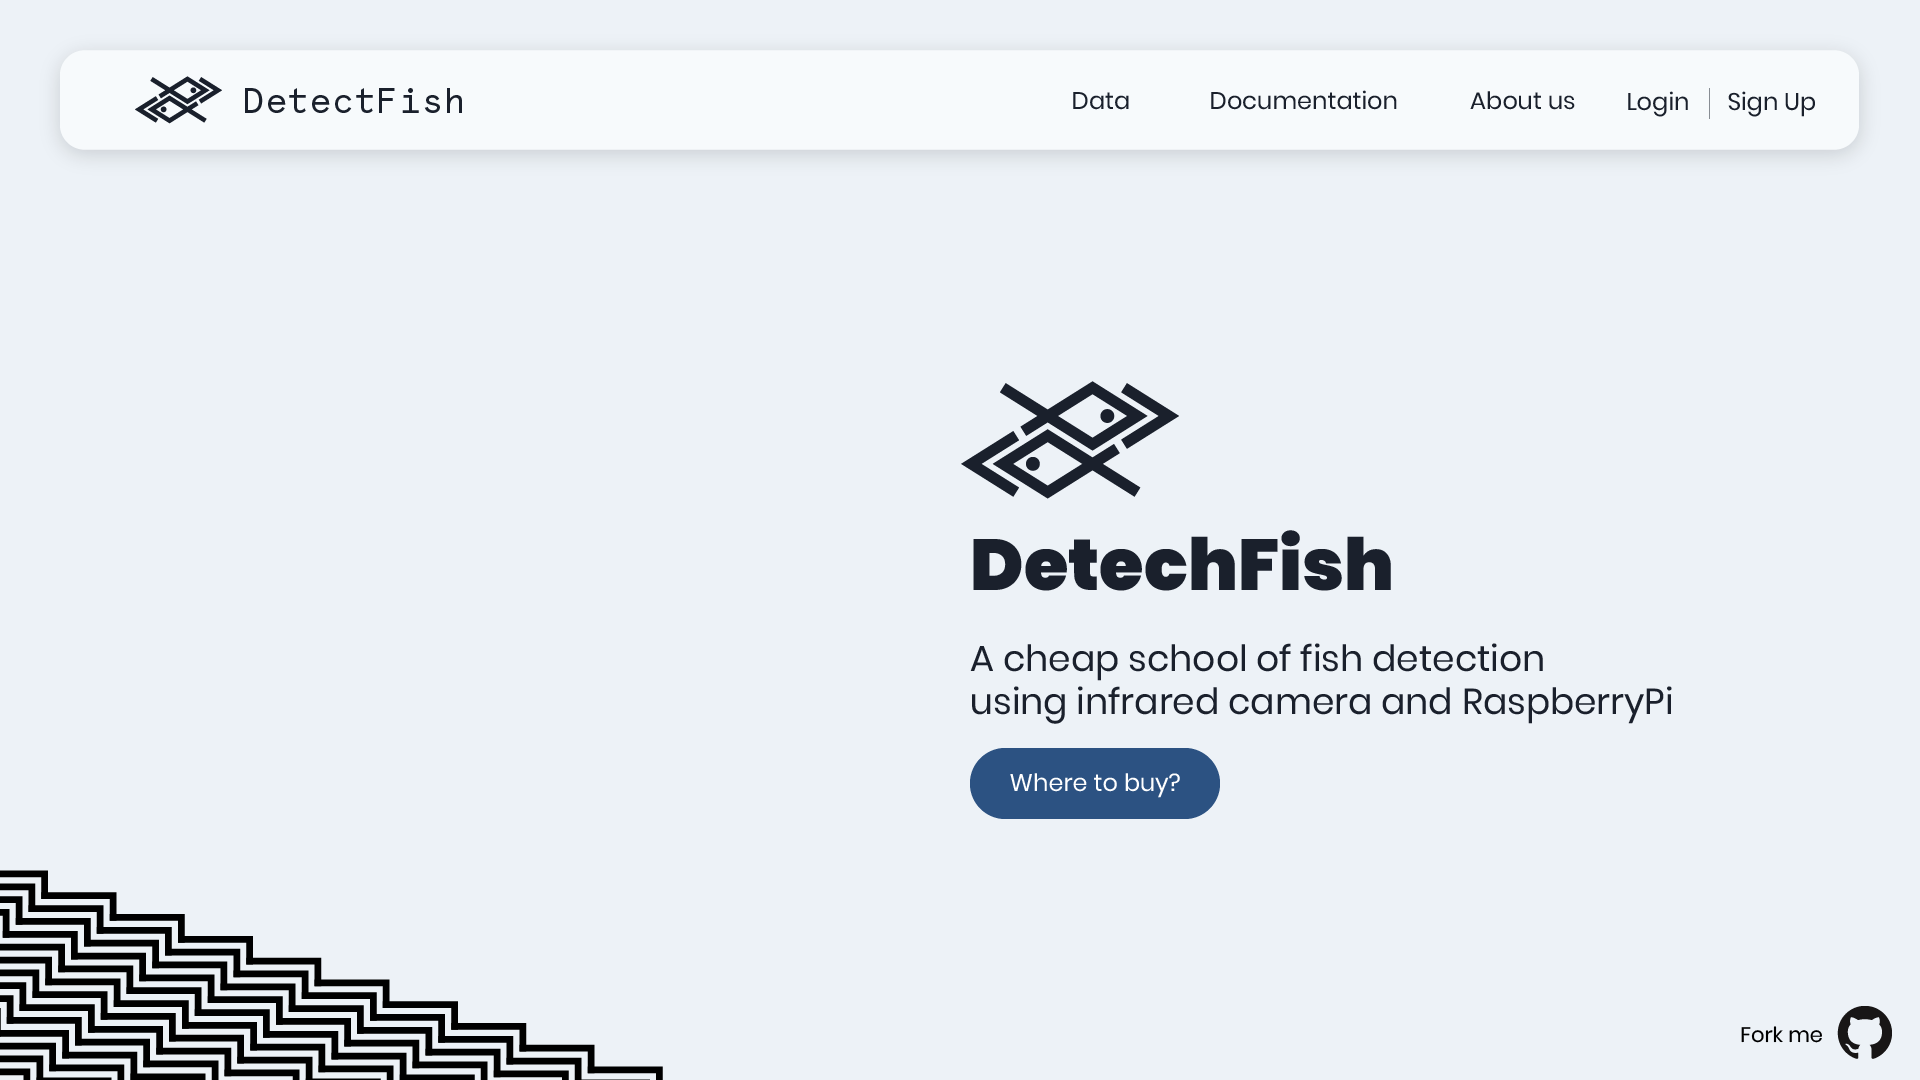 DetectFish
Data
Documentation
About us
Login
Sign Up
DetechFish
A cheap school of fish detection
using infrared camera and RaspberryPi
Where to buy?
Fork me